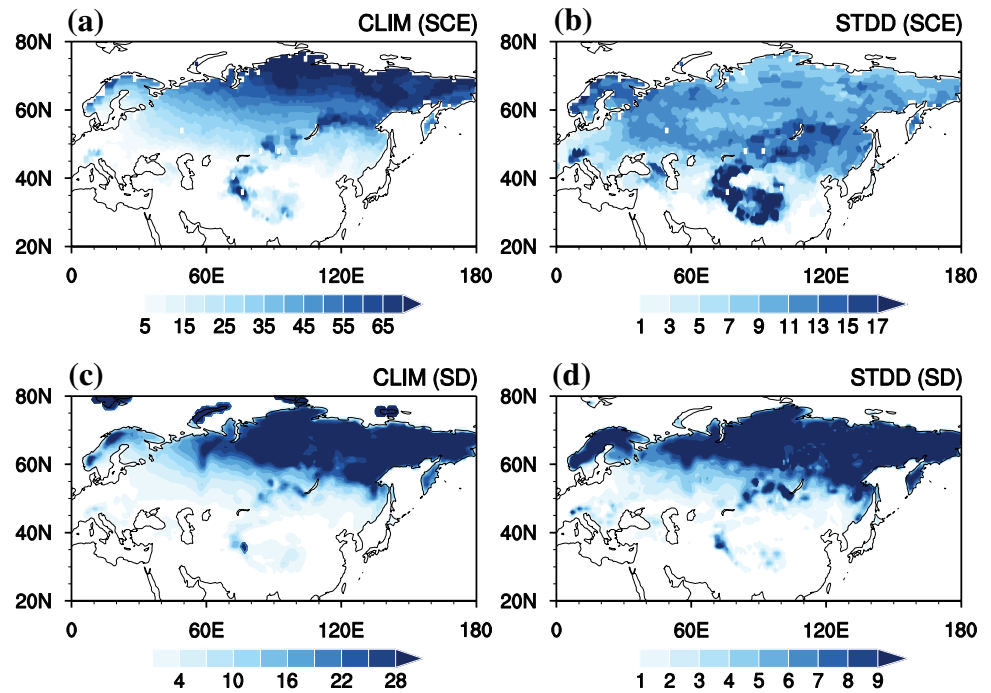 (a) CLIM (SCE)
80N
60N
40N
20N
0 60E 120E 180
5 15 25 35 45 55 65
(b) STDD (SCE)
80N
60N
40N
20N
0 60E 120E 180
1 3 5 7 9 11 13 15 17
(c) CLIM (SD)
80N
60N
40N
20N
0 60E 120E 180
4 10 16 22 28
(d) STDD (SD)
80N
60N
40N
20N
0 60E 120E 180
1 2 3 4 5 6 7 8 9